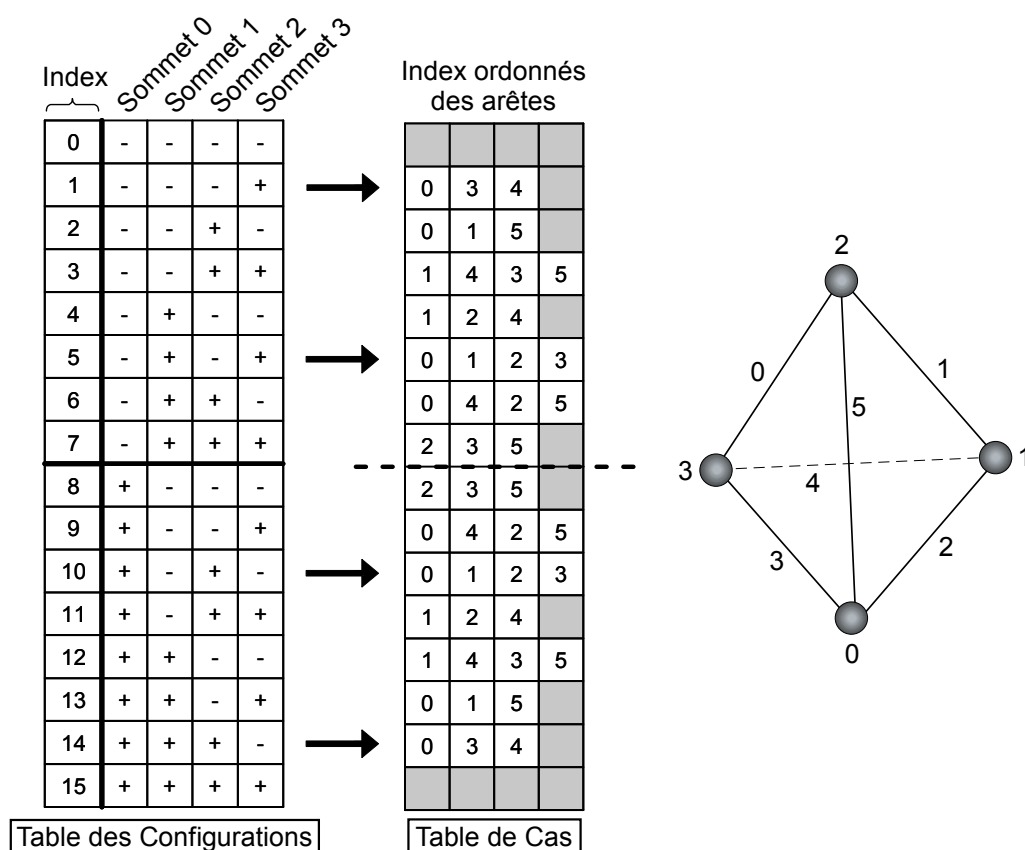 Index Sommet 0 Sommet 1 Sommet 2 Sommet 3
0 - - - -
1 - - - +
2 - - + -
3 - - + +
4 - + - -
5 - + - +
6 - + + -
7 - + + +
8 + - - -
9 + - - +
10 + - + -
11 + - + +
12 + + - -
13 + + - +
14 + + + -
15 + + + +
Table des Configurations
Index ordonnés
des arêtes
0 3 4
0 1 5
1 4 3 5
1 2 4
0 1 2 3
0 4 2 5
2 3 5
2 3 5
0 4 2 5
0 1 2 3
1 2 4
1 4 3 5
0 1 5
0 3 4
Table de Cas
2
0
1
5
3
4
1
3
2
0